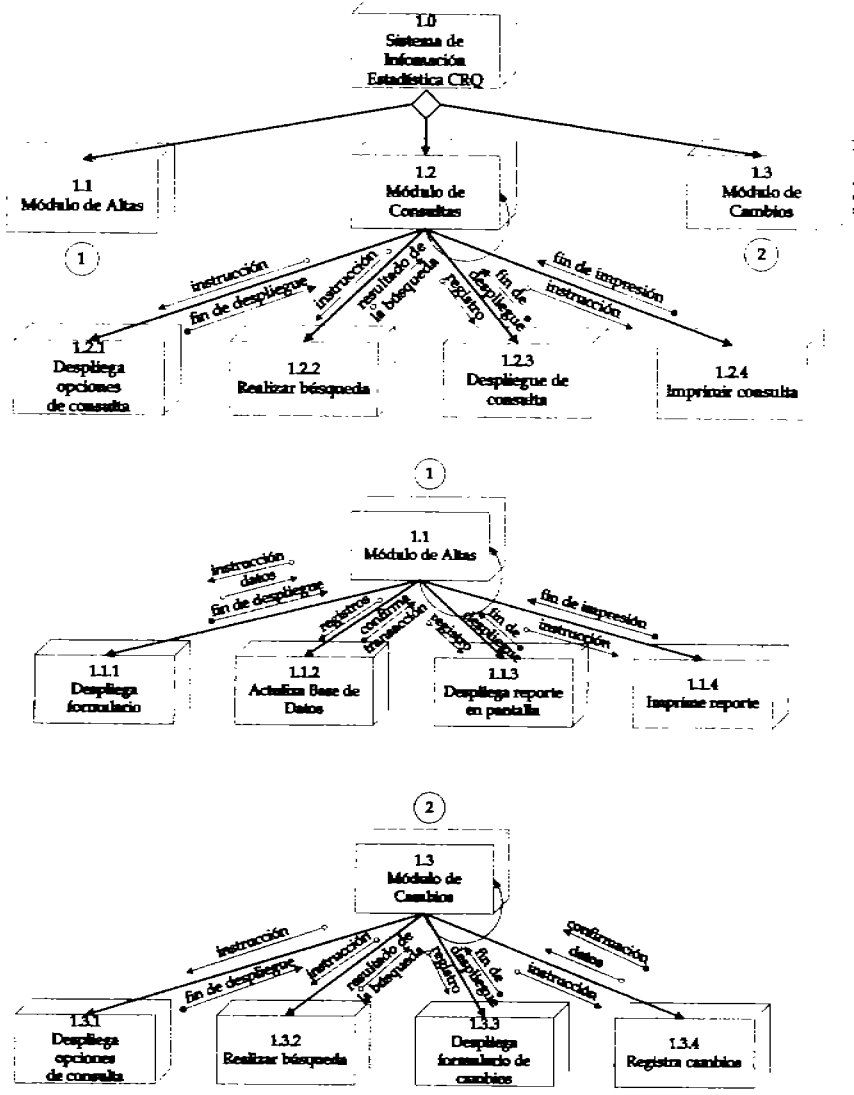 1.0
Sistema de
Información
Estadística CRQ
1.1
Módulo de Altas
1.2
Módulo de
Consultas
1.3
Módulo de
Cambios
1
2
instrucción
fin de despliegue
instrucción
resultado de
la búsqueda
registro
fin de
despliegue
fin de impresión
instrucción
1.2.1
Despliega
opciones
de consulta
1.2.2
Realizar búsqueda
1.2.3
Despliegue de
consulta
1.2.4
Imprimir consulta
1
1.1
Módulo de Altas
instrucción
datos
fin de despliegue
registros
confirma
transacción
registro
fin de
despliegue
fin de impresión
instrucción
1.1.1
Despliega
formulario
1.1.2
Actualiza Base de
Datos
1.1.3
Despliega reporte
en pantalla
1.1.4
Imprime reporte
2
1.3
Módulo de
Cambios
instrucción
fin de despliegue
instrucción
resultado de
la búsqueda
registro
fin de
despliegue
confirmación
datos
instrucción
1.3.1
Despliega
opciones
de consulta
1.3.2
Realizar búsqueda
1.3.3
Despliega
formulario de
cambios
1.3.4
Registra cambios